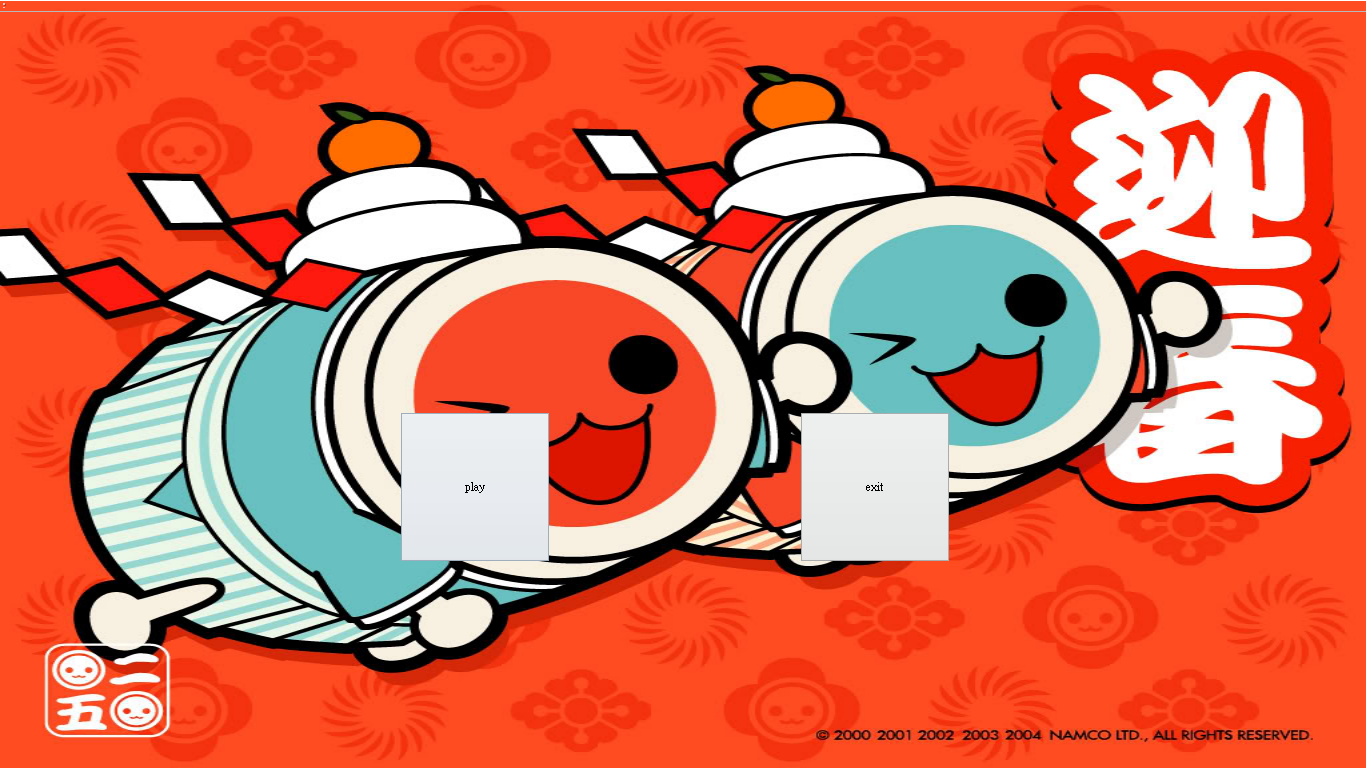 迎
春
play
exit
二
五
© 2000 2001 2002 2003 2004 NAMCO LTD., ALL RIGHTS RESERVED.